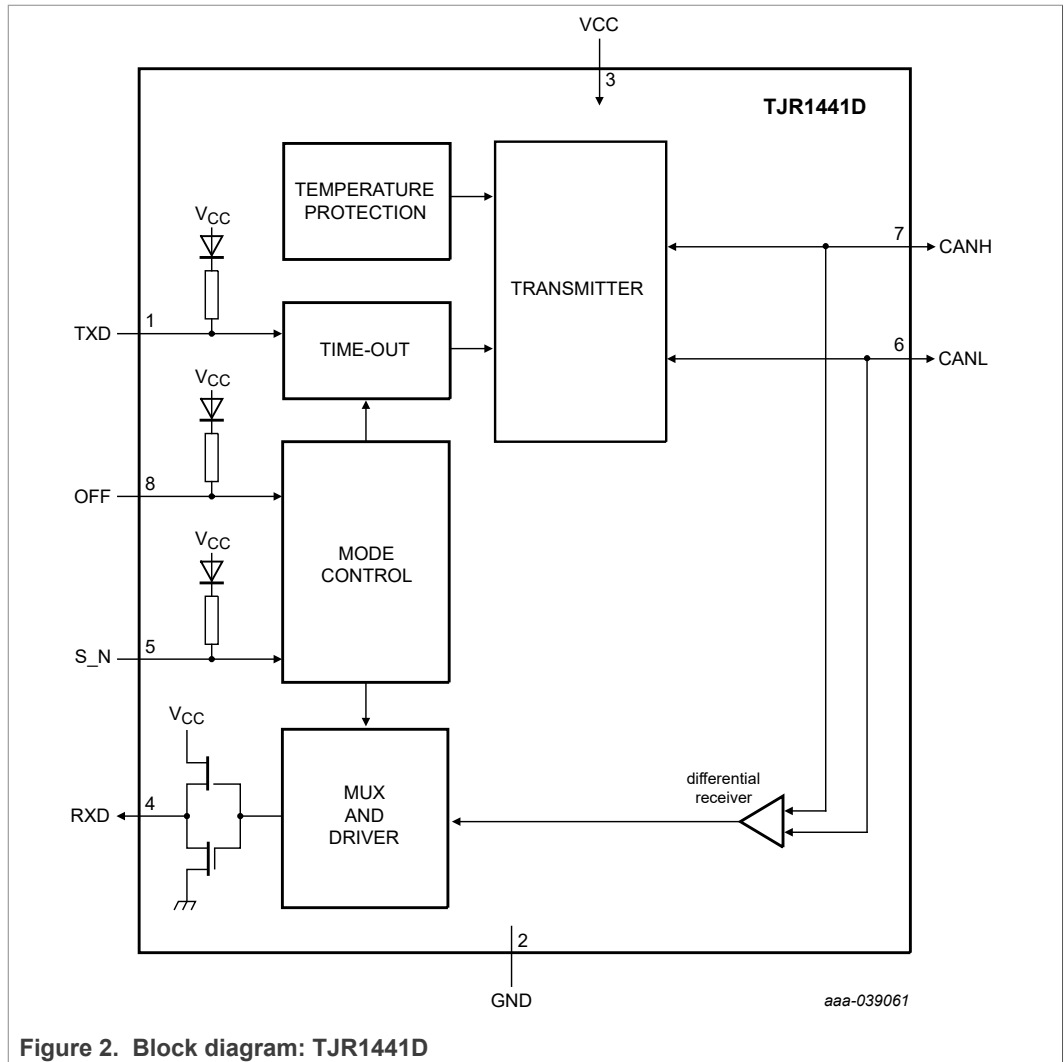 VCC
3
TJR1441D
TEMPERATURE
PROTECTION
VCC
7
CANH
TRANSMITTER
1
TXD
TIME-OUT
6
CANL
VCC
8
OFF
MODE
CONTROL
VCC
5
S_N
VCC
differential
receiver
4
RXD
MUX
AND
DRIVER
2
GND
aaa-039061
Figure 2. Block diagram: TJR1441D